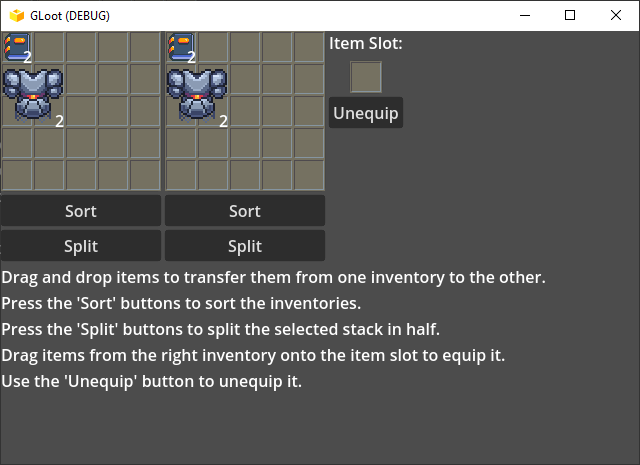 GLoot (DEBUG)
2
2
Item Slot:
2
2
Unequip
Sort
Sort
Split
Split
Drag and drop items to transfer them from one inventory to the other.
Press the 'Sort' buttons to sort the inventories.
Press the 'Split' buttons to split the selected stack in half.
Drag items from the right inventory onto the item slot to equip it.
Use the 'Unequip' button to unequip it.